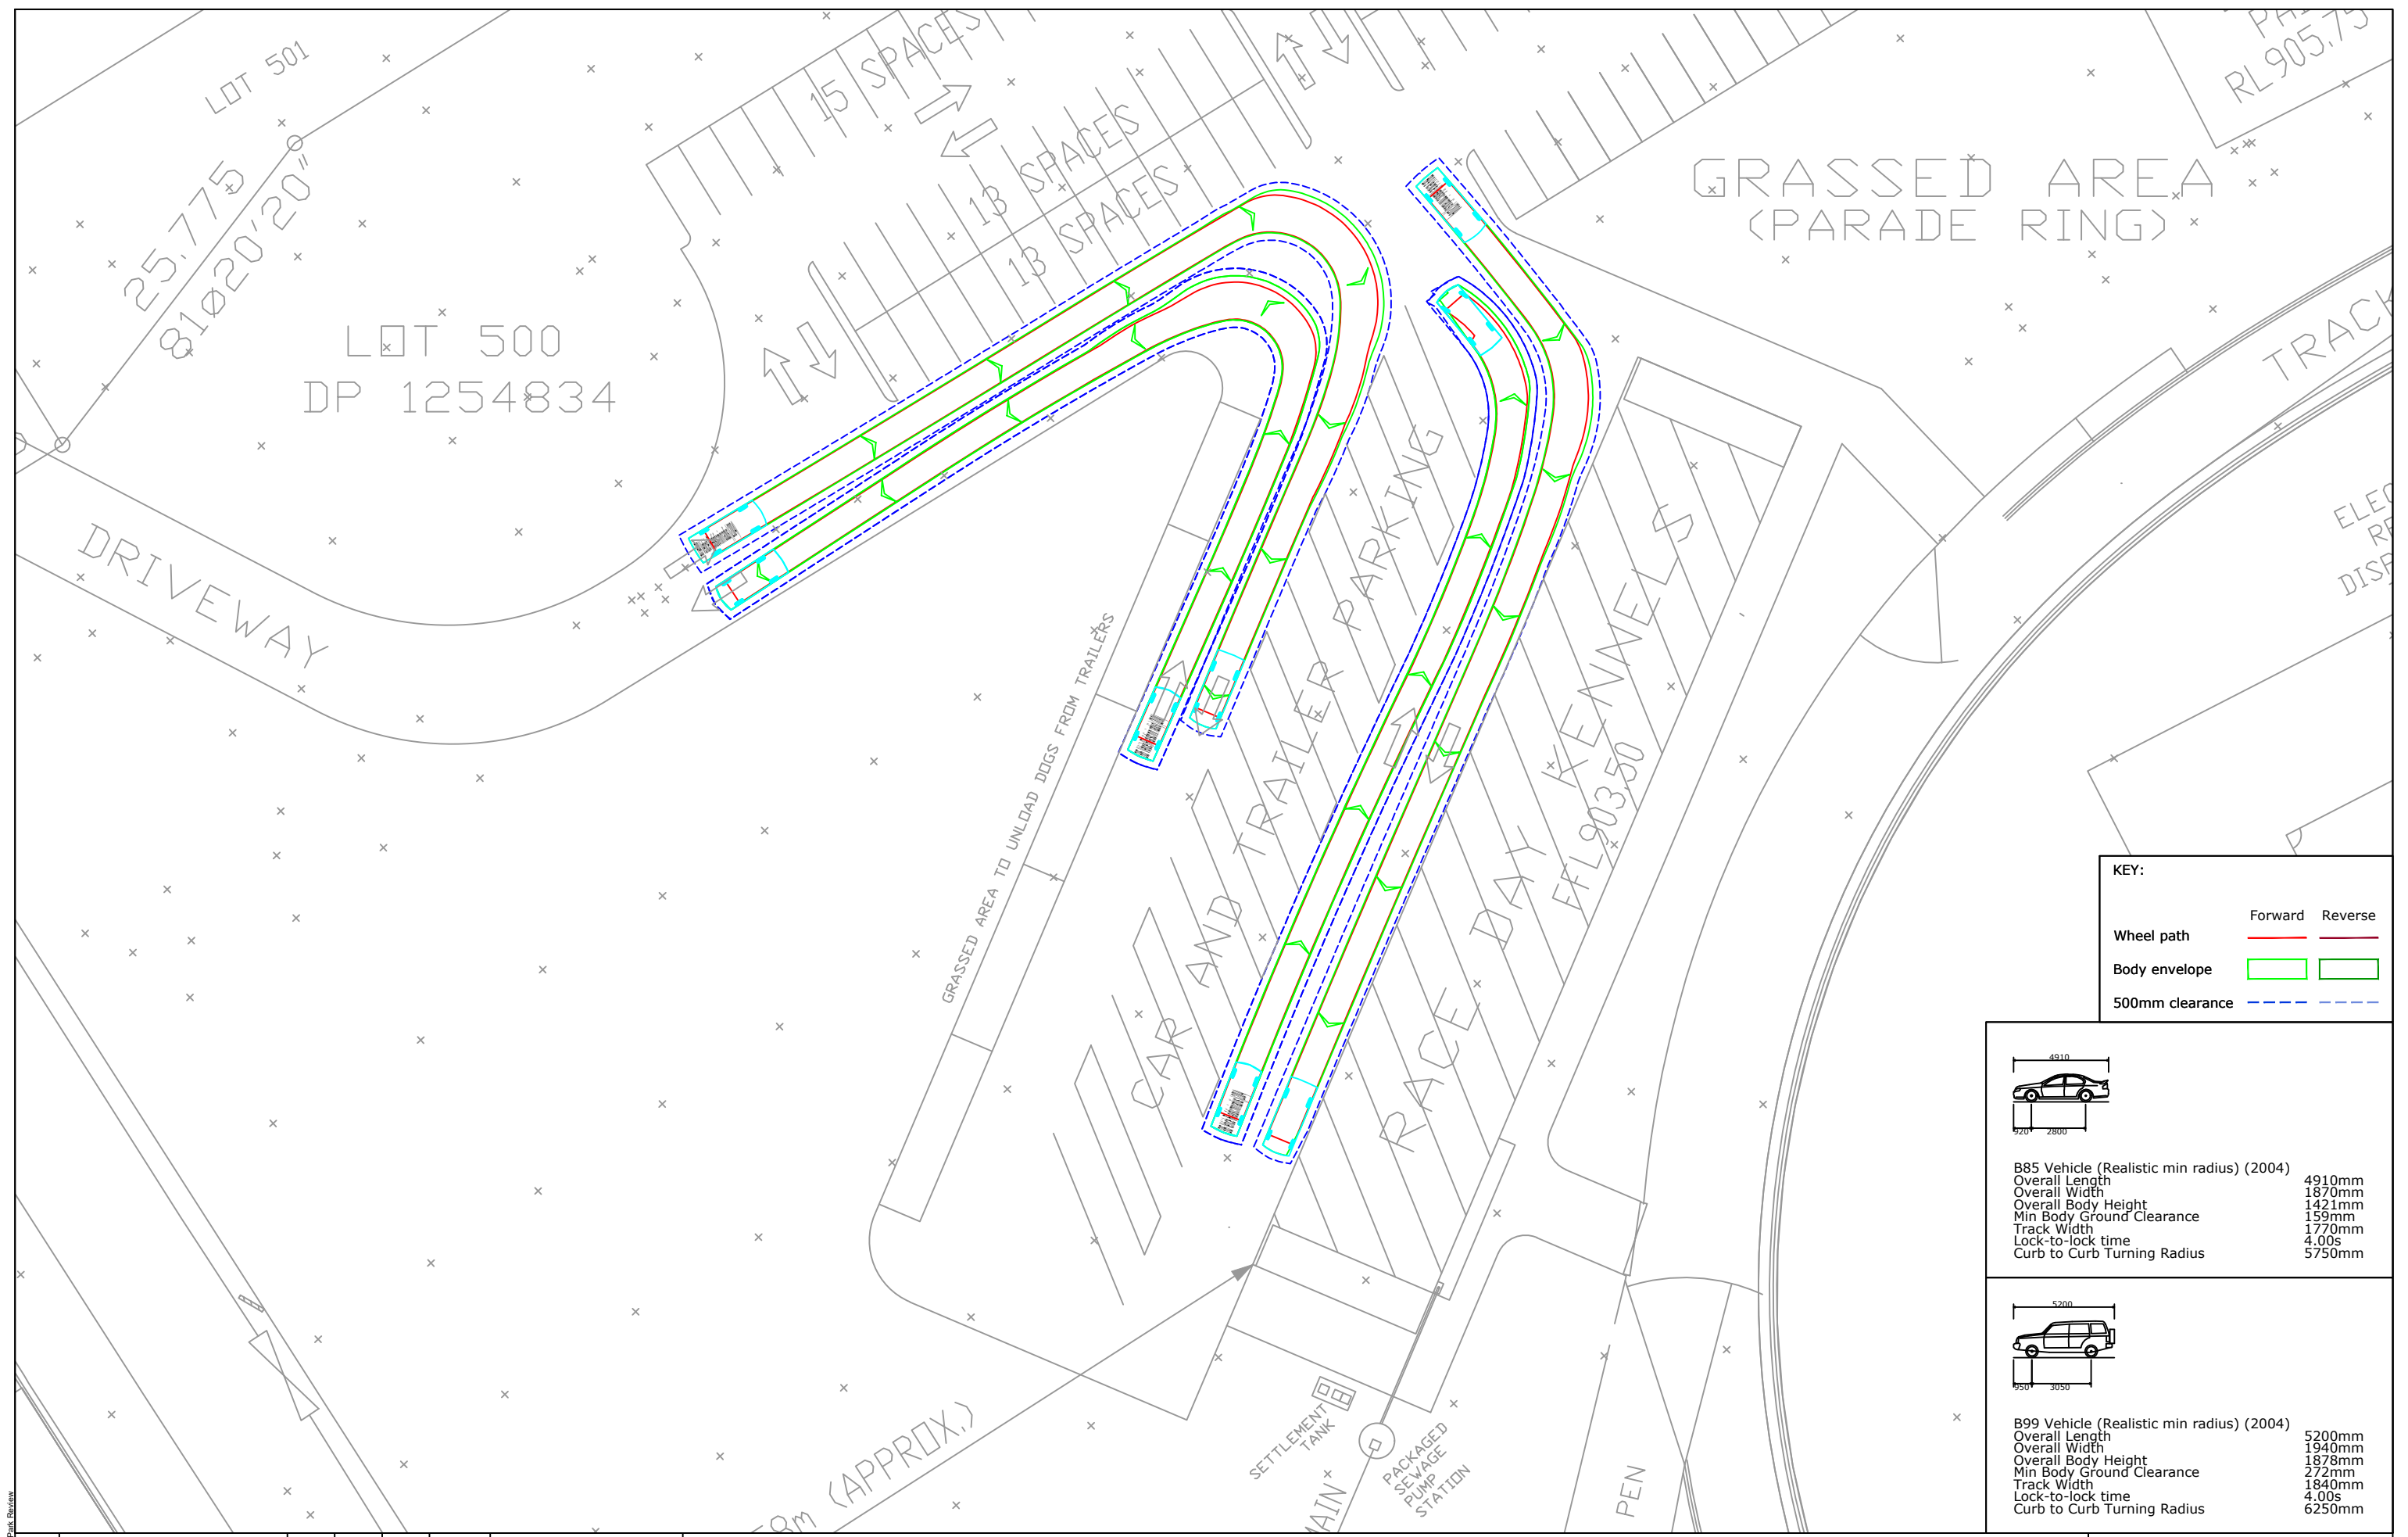 LOT 501
15 SPACES
13 SPACES
13 SPACES
RL905.75
25.775
81Ø20'20"
LOT 500
DP 1254834
GRASSED AREA
(PARADE RING)
TRACK
DRIVEWAY
GRASSED AREA TO UNLOAD DOGS FROM TRAILERS
CAR AND TRAILER PARKING
RACE DAY KENNELS
FFL903.50
KEY:
Forward Reverse
Wheel path
Body envelope
500mm clearance
4910
920 2800
B85 Vehicle (Realistic min radius) (2004)
Overall Length 4910mm
Overall Width 1870mm
Overall Body Height 1421mm
Min Body Ground Clearance 159mm
Track Width 1770mm
Lock-to-lock time 4.00s
Curb to Curb Turning Radius 5750mm
5200
950 3050
B99 Vehicle (Realistic min radius) (2004)
Overall Length 5200mm
Overall Width 1940mm
Overall Body Height 1878mm
Min Body Ground Clearance 272mm
Track Width 1840mm
Lock-to-lock time 4.00s
Curb to Curb Turning Radius 6250mm
SETTLEMENT
TANK
PACKAGED
SEWAGE
PUMP
STATION
8m (APPROX.)
PEN
Park Review